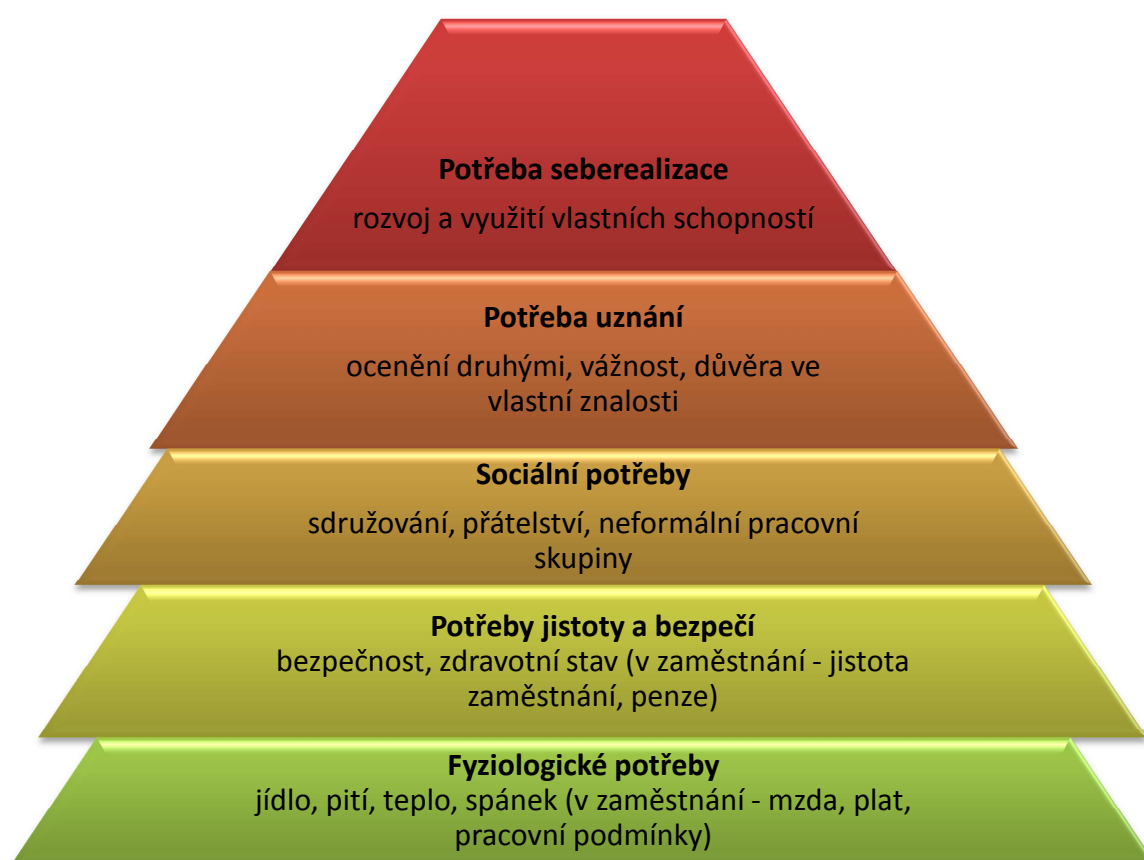 Potřeba seberealizace
rozvoj a využití vlastních schopností
Potřeba uznání
ocenění druhými, vážnost, důvěra ve
vlastní znalosti
Sociální potřeby
sdružování, přátelství, neformální pracovní
skupiny
Potřeby jistoty a bezpečí
bezpečnost, zdravotní stav (v zaměstnání - jistota
zaměstnání, penze)
Fyziologické potřeby
jídlo, pití, teplo, spánek (v zaměstnání - mzda, plat,
pracovní podmínky)